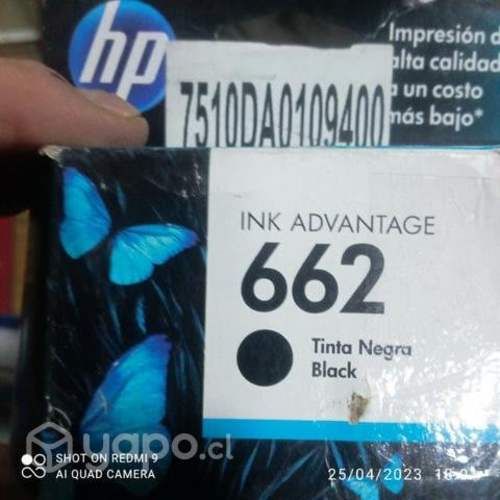 hp
Impresión d
alta calidad
a un costo
más bajo*
7510DA0109400
INK ADVANTAGE
662
Tinta Negra
Black
yapo.cl
SHOT ON REDMI 9
AI QUAD CAMERA
25/04/2023